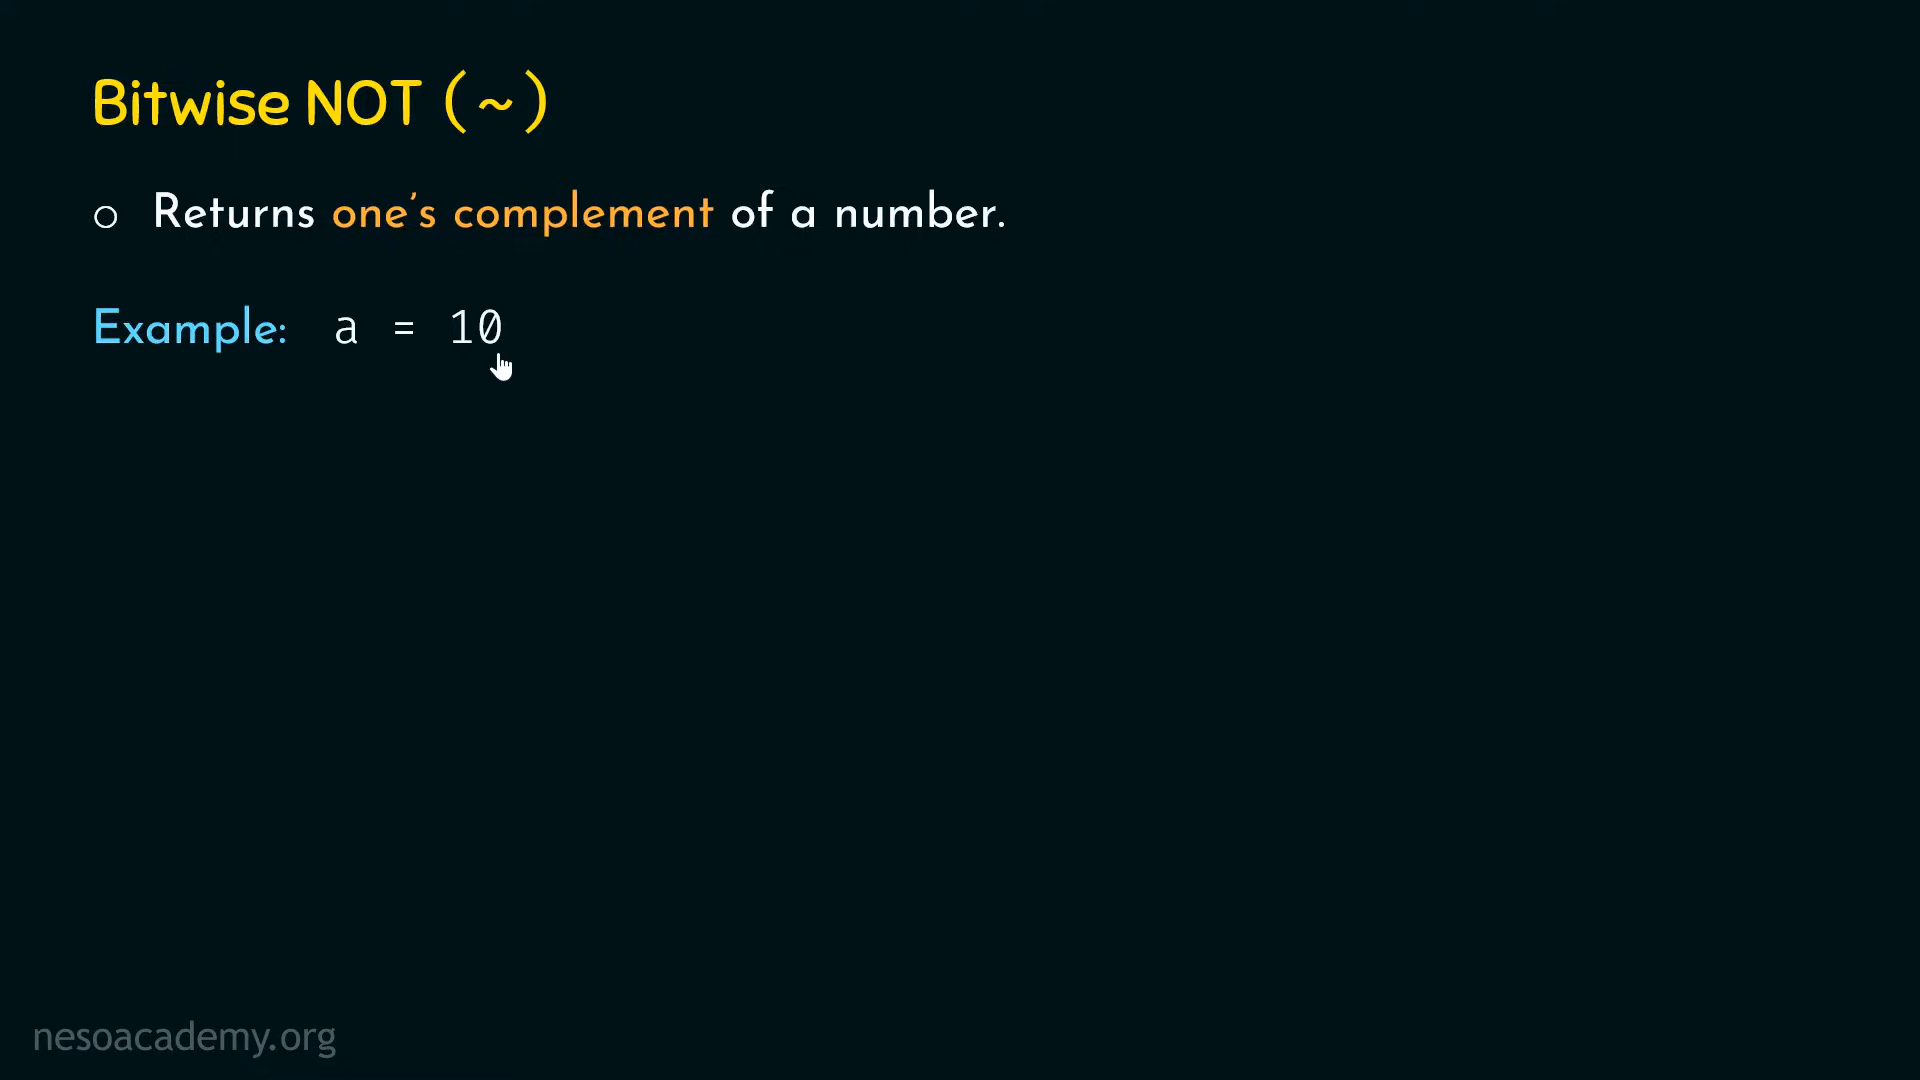 Bitwise NOT (~)
○ Returns one's complement of a number.
Example: a = 10
nesoacademy.org